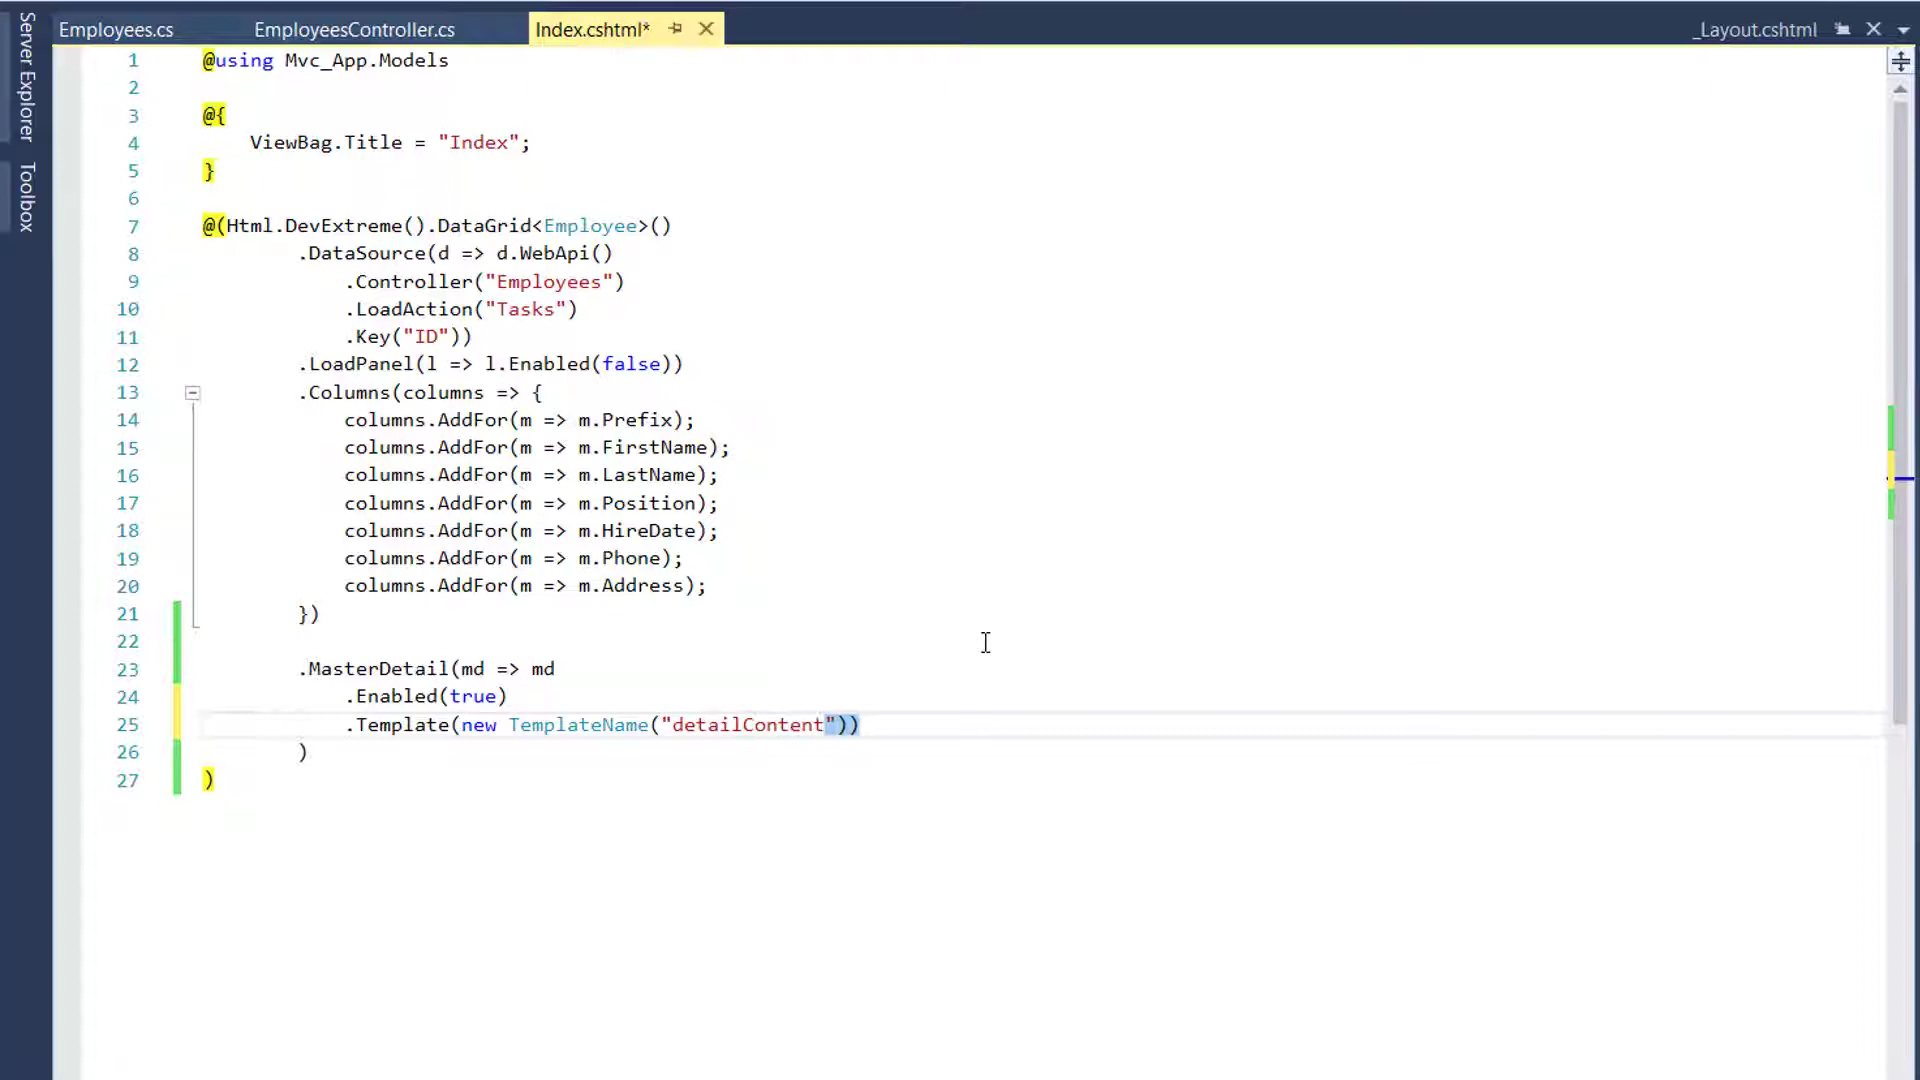 Employees.cs EmployeesController.cs Index.cshtml* _Layout.cshtml
Server Explorer
Toolbox
1 @using Mvc_App.Models
2
3 @{
4 ViewBag.Title = "Index";
5 }
6
7 @(Html.DevExtreme().DataGrid<Employee>()
8 .DataSource(d => d.WebApi()
9 .Controller("Employees")
10 .LoadAction("Tasks")
11 .Key("ID"))
12 .LoadPanel(l => l.Enabled(false))
13 .Columns(columns => {
14 columns.AddFor(m => m.Prefix);
15 columns.AddFor(m => m.FirstName);
16 columns.AddFor(m => m.LastName);
17 columns.AddFor(m => m.Position);
18 columns.AddFor(m => m.HireDate);
19 columns.AddFor(m => m.Phone);
20 columns.AddFor(m => m.Address);
21 })
22
23 .MasterDetail(md => md
24 .Enabled(true)
25 .Template(new TemplateName("detailContent"))
26 )
27 )